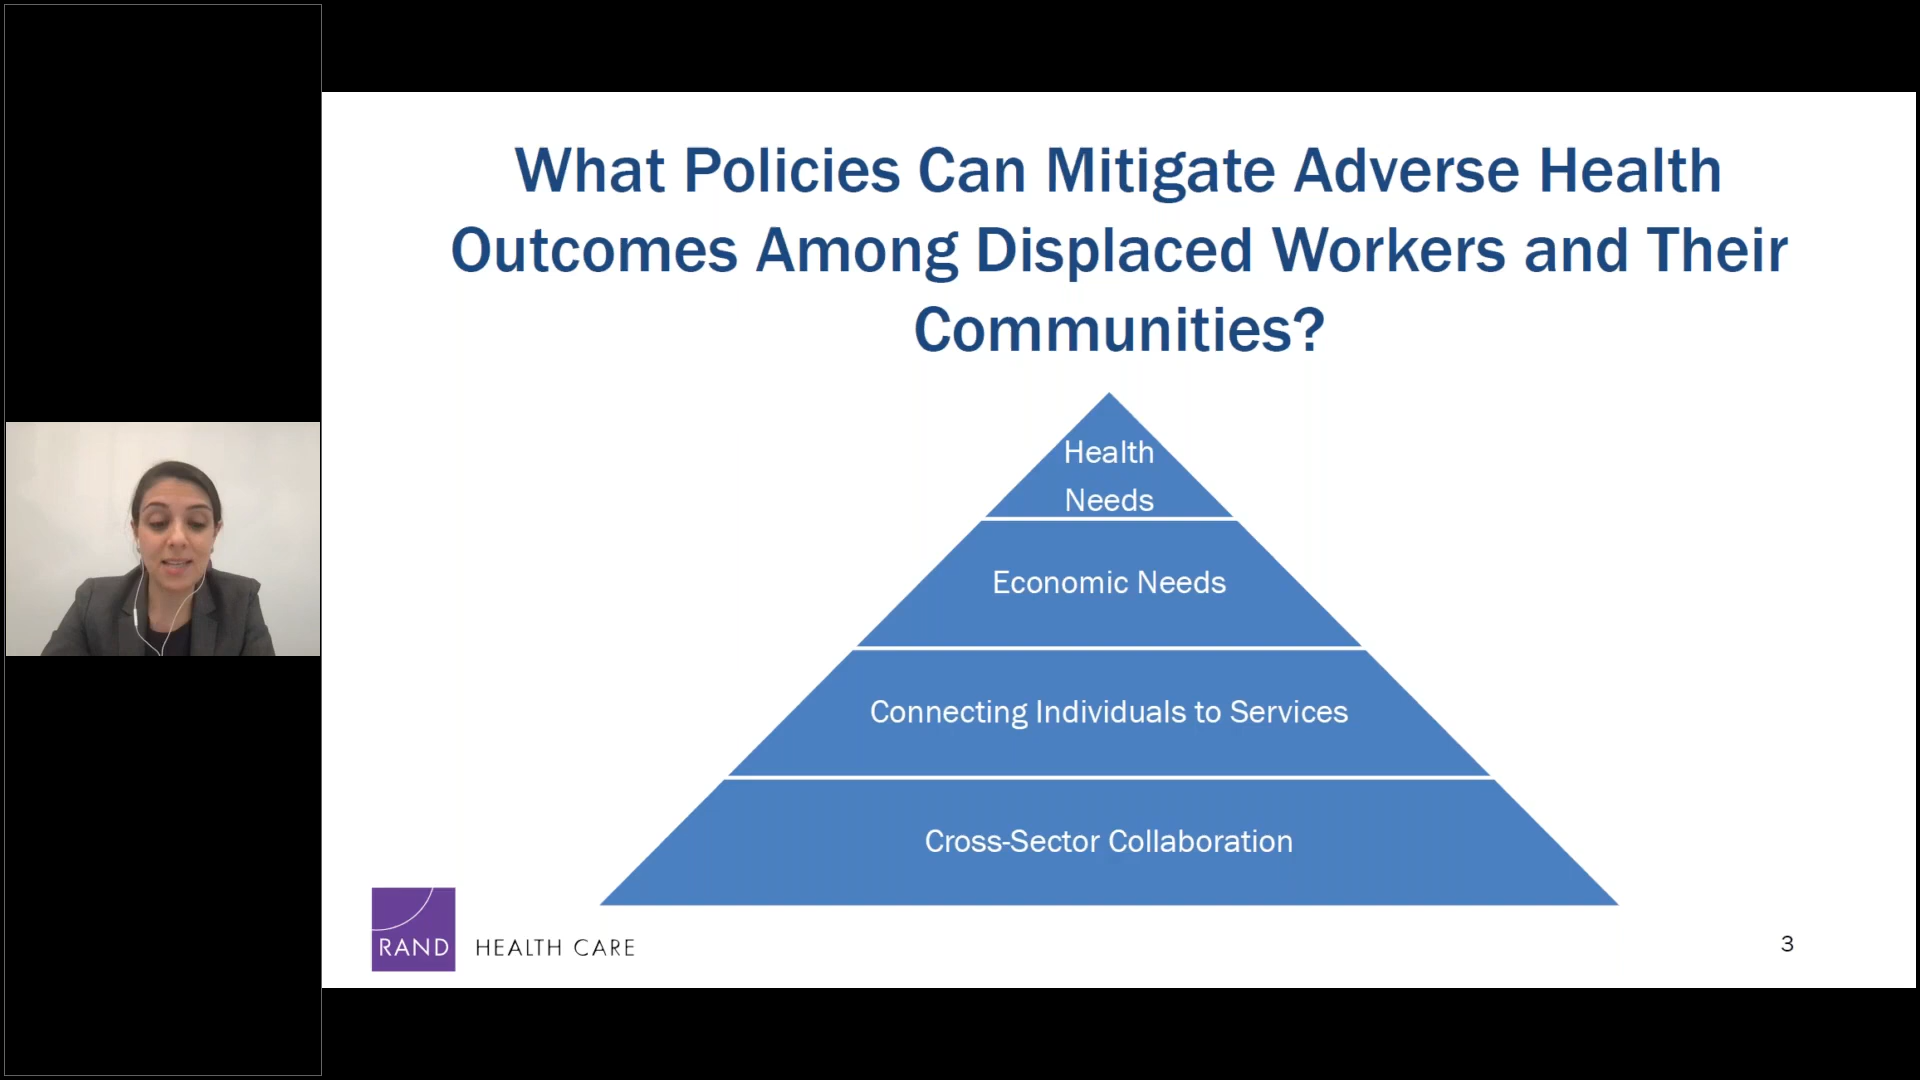 What Policies Can Mitigate Adverse Health
Outcomes Among Displaced Workers and Their
Communities?
Health
Needs
Economic Needs
Connecting Individuals to Services
Cross-Sector Collaboration
RAND HEALTH CARE
3